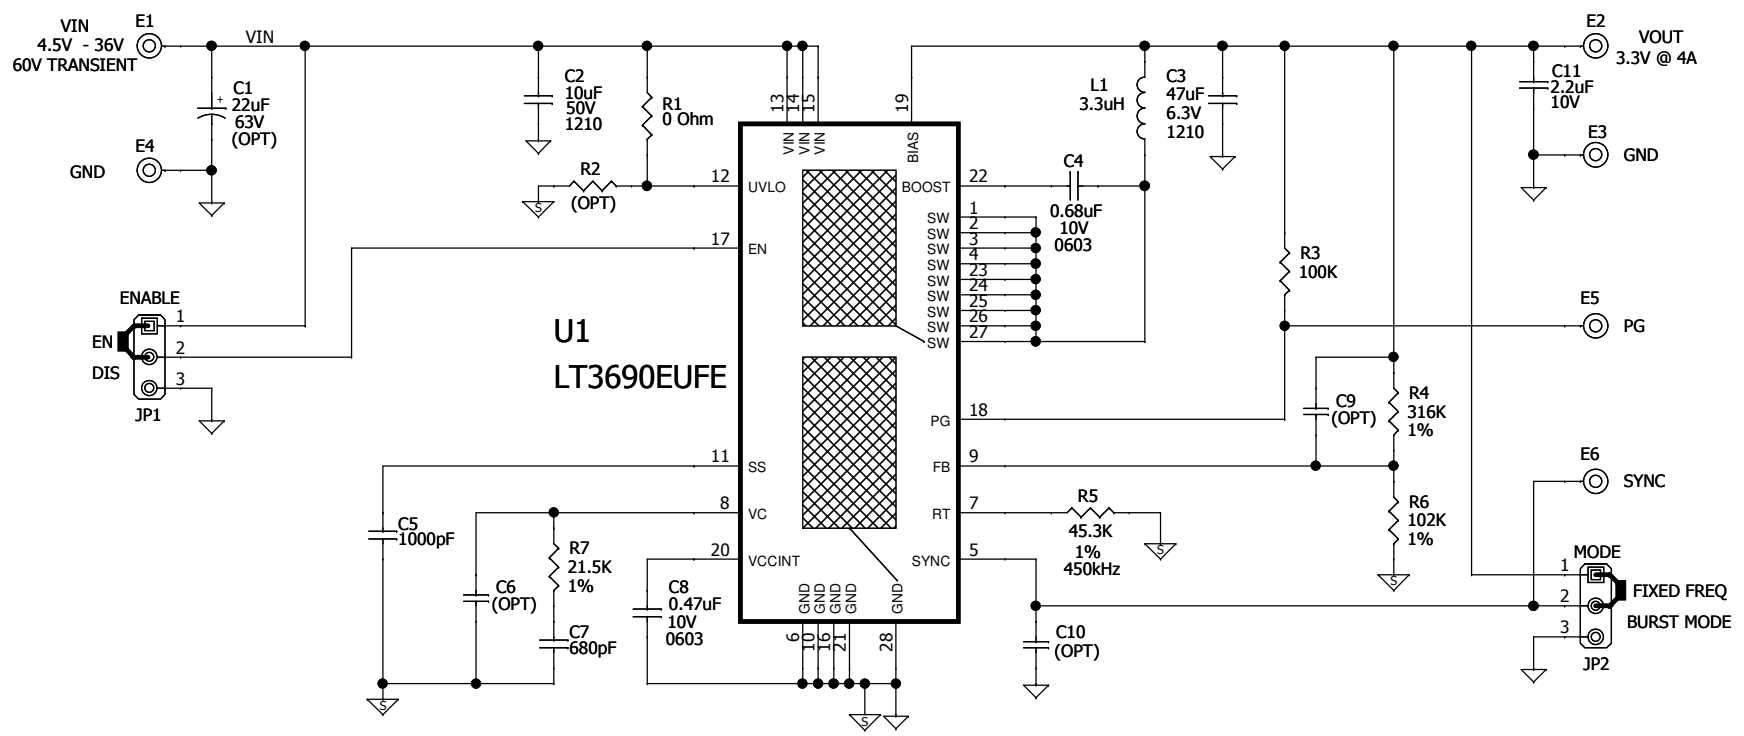 VIN
4.5V - 36V
60V TRANSIENT
E1
VIN
C1
22uF
63V
(OPT)
+
E4
GND
C2
10uF
50V
1210
R1
0 Ohm
R2
(OPT)
S
ENABLE
1
EN
2
DIS
3
JP1
U1
LT3690EUFE
13
14
15
19
VIN
VIN
VIN
BIAS
12
UVLO
17
EN
11
SS
8
VC
20
VCCINT
BOOST
22
SW
1
SW
2
SW
3
SW
4
SW
23
SW
24
SW
25
SW
26
SW
27
PG
18
FB
9
RT
7
SYNC
5
GND
GND
GND
GND
GND
6
10
16
21
28
S
C5
1000pF
S
C6
(OPT)
R7
21.5K
1%
C7
680pF
C8
0.47uF
10V
0603
L1
3.3uH
C3
47uF
6.3V
1210
C4
0.68uF
10V
0603
E2
VOUT
3.3V @ 4A
C11
2.2uF
10V
E3
GND
R3
100K
E5
PG
C9
(OPT)
R4
316K
1%
R6
102K
1%
S
R5
45.3K
1%
450kHz
S
C10
(OPT)
E6
SYNC
MODE
1
FIXED FREQ
2
BURST MODE
3
JP2